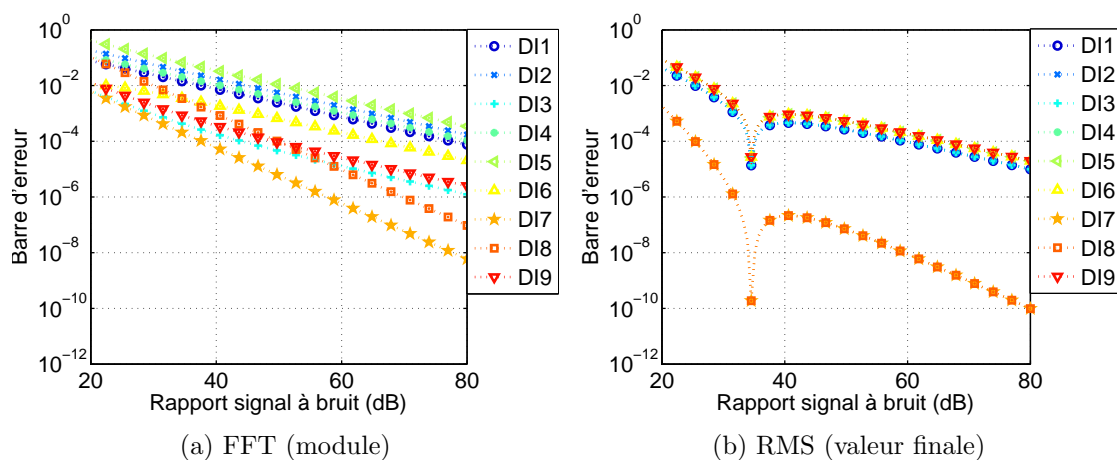 10^0
10^−2
10^−4
10^−6
10^−8
10^−10
10^−12
Barre d'erreur
20 40 60 80
Rapport signal à bruit (dB)
DI1
DI2
DI3
DI4
DI5
DI6
DI7
DI8
DI9
(a) FFT (module)
10^0
10^−2
10^−4
10^−6
10^−8
10^−10
10^−12
Barre d'erreur
20 40 60 80
Rapport signal à bruit (dB)
DI1
DI2
DI3
DI4
DI5
DI6
DI7
DI8
DI9
(b) RMS (valeur finale)